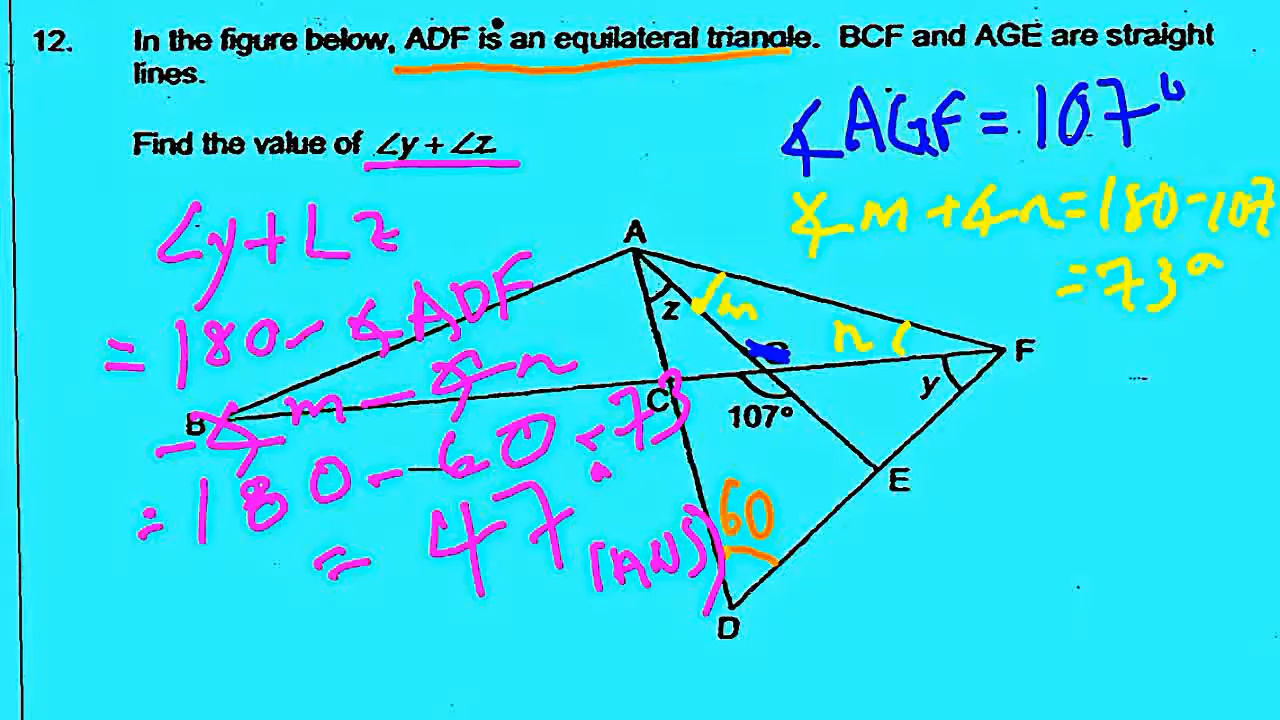 12. In the figure below, ADF is an equilateral triangle. BCF and AGE are straight
lines.
Find the value of ∠y + ∠z
∡AGF = 107°
∡m + ∡n = 180-107
= 73°
∠y + ∠z
= 180 - ∡ADF
- ∡m - ∡n
= 180 - 60 - 73
= 47° (ANS)
A
z
m
n
F
y
B
C
107°
E
60
D